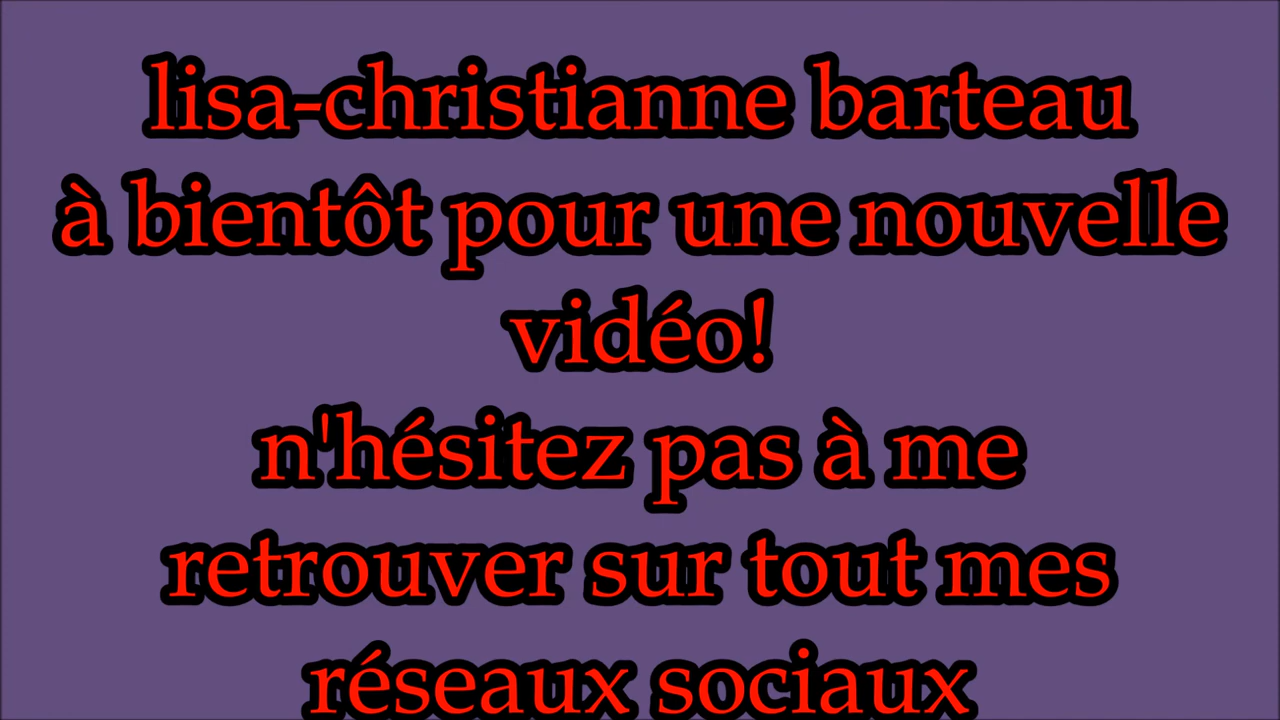 lisa-christianne barteau
à bientôt pour une nouvelle
vidéo!
n'hésitez pas à me
retrouver sur tout mes
réseaux sociaux